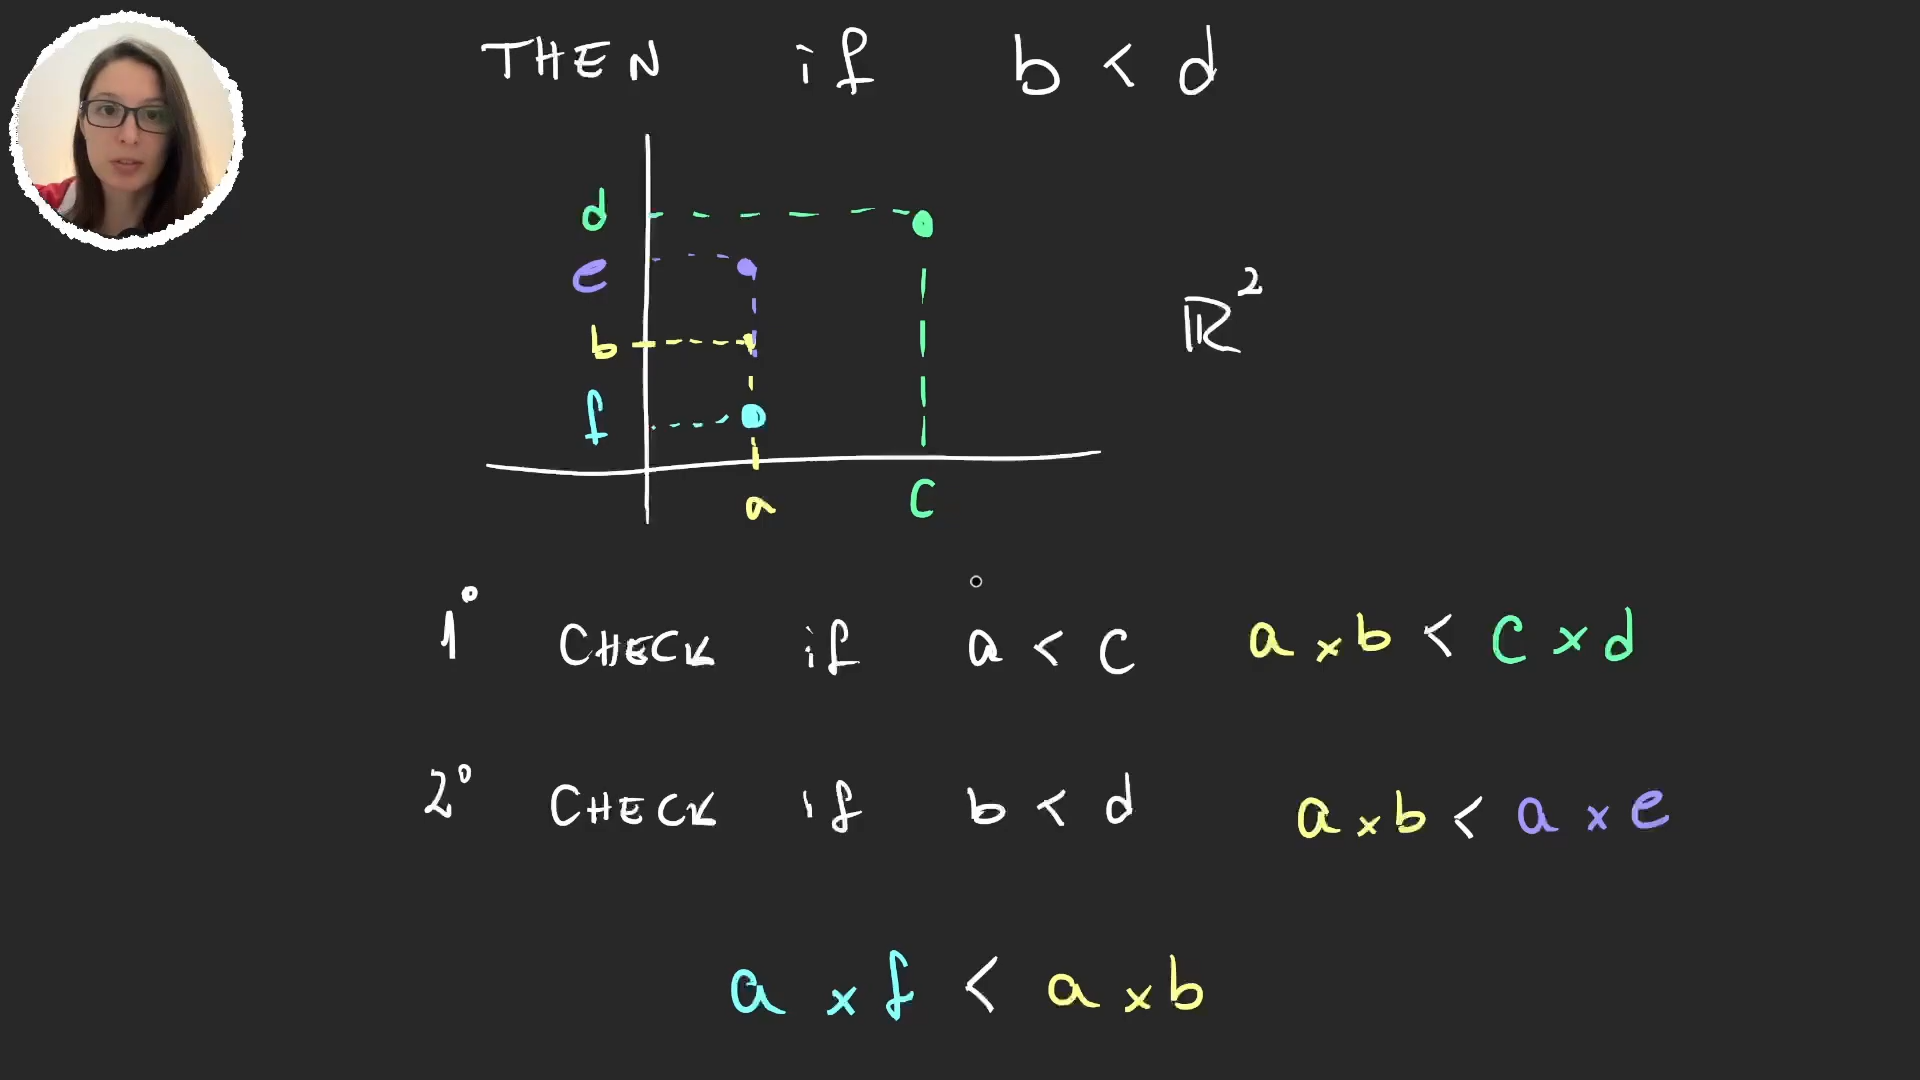 THEN if b < d
d
e
b
f
a
c
ℝ²
1° CHECK if a < c a × b < c × d
2° CHECK if b < d a × b < a × e
a × f < a × b